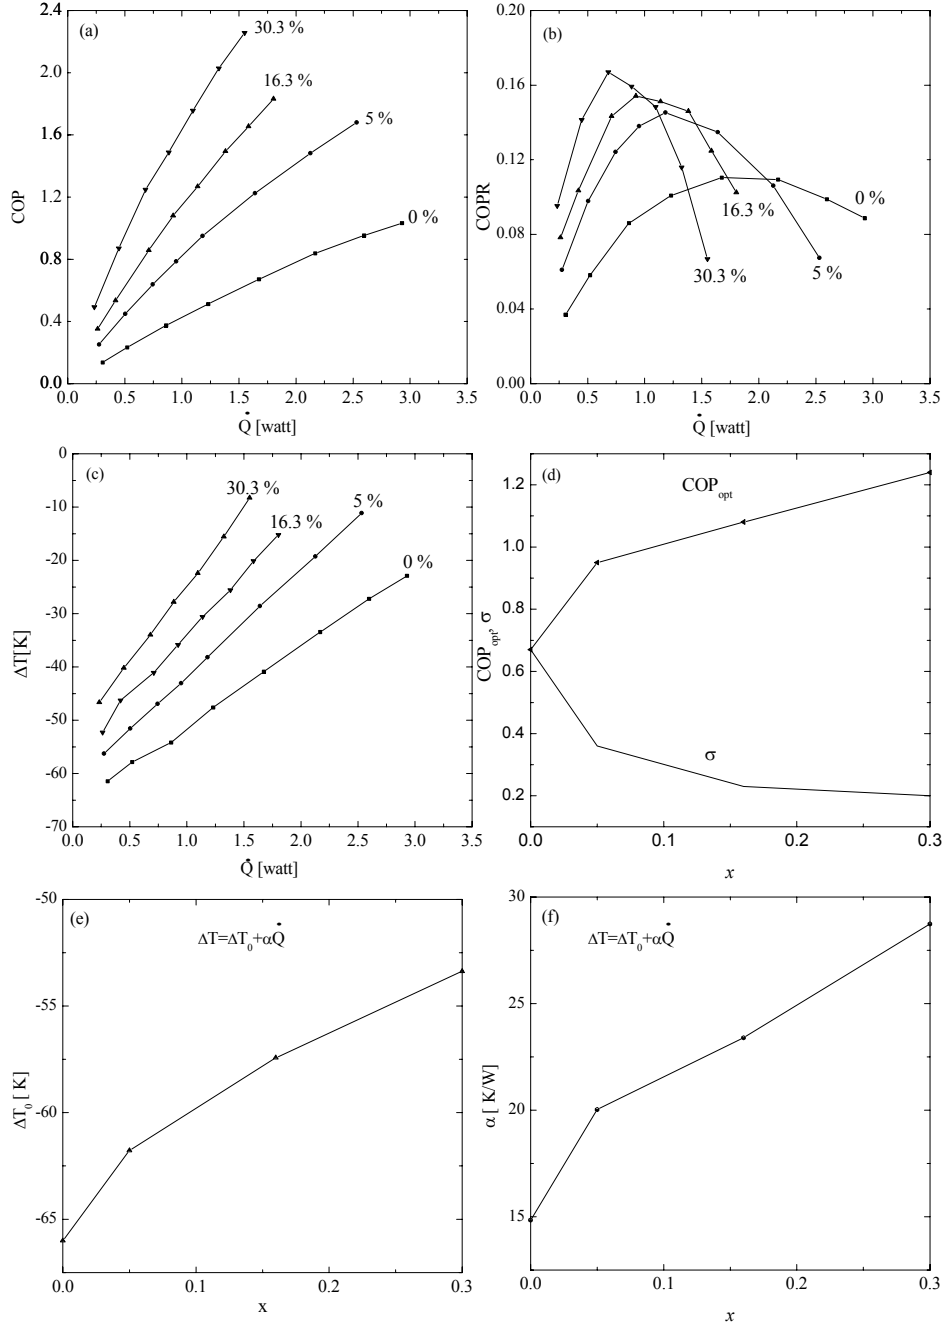 (a)
COP
2.4
2.0
1.6
1.2
0.8
0.4
0.0
30.3 %
16.3 %
5 %
0 %
0.0 0.5 1.0 1.5 2.0 2.5 3.0 3.5
Q̇ [watt]
(b)
COPR
0.20
0.16
0.12
0.08
0.04
0.00
0 %
16.3 %
30.3 %
5 %
0.0 0.5 1.0 1.5 2.0 2.5 3.0 3.5
Q̇ [watt]
(c)
ΔT[K]
0
-10
-20
-30
-40
-50
-60
-70
30.3 %
16.3 %
5 %
0 %
0.0 0.5 1.0 1.5 2.0 2.5 3.0 3.5
Q̇ [watt]
(d)
COPopt, σ
1.2
1.0
0.8
0.6
0.4
0.2
COPopt
σ
0.0 0.1 0.2 0.3
x
(e)
ΔT=ΔT0+αQ̇
ΔT0 [ K]
-50
-55
-60
-65
0.0 0.1 0.2 0.3
x
(f)
ΔT=ΔT0+αQ̇
α [ K/W]
30
25
20
15
0.0 0.1 0.2 0.3
x